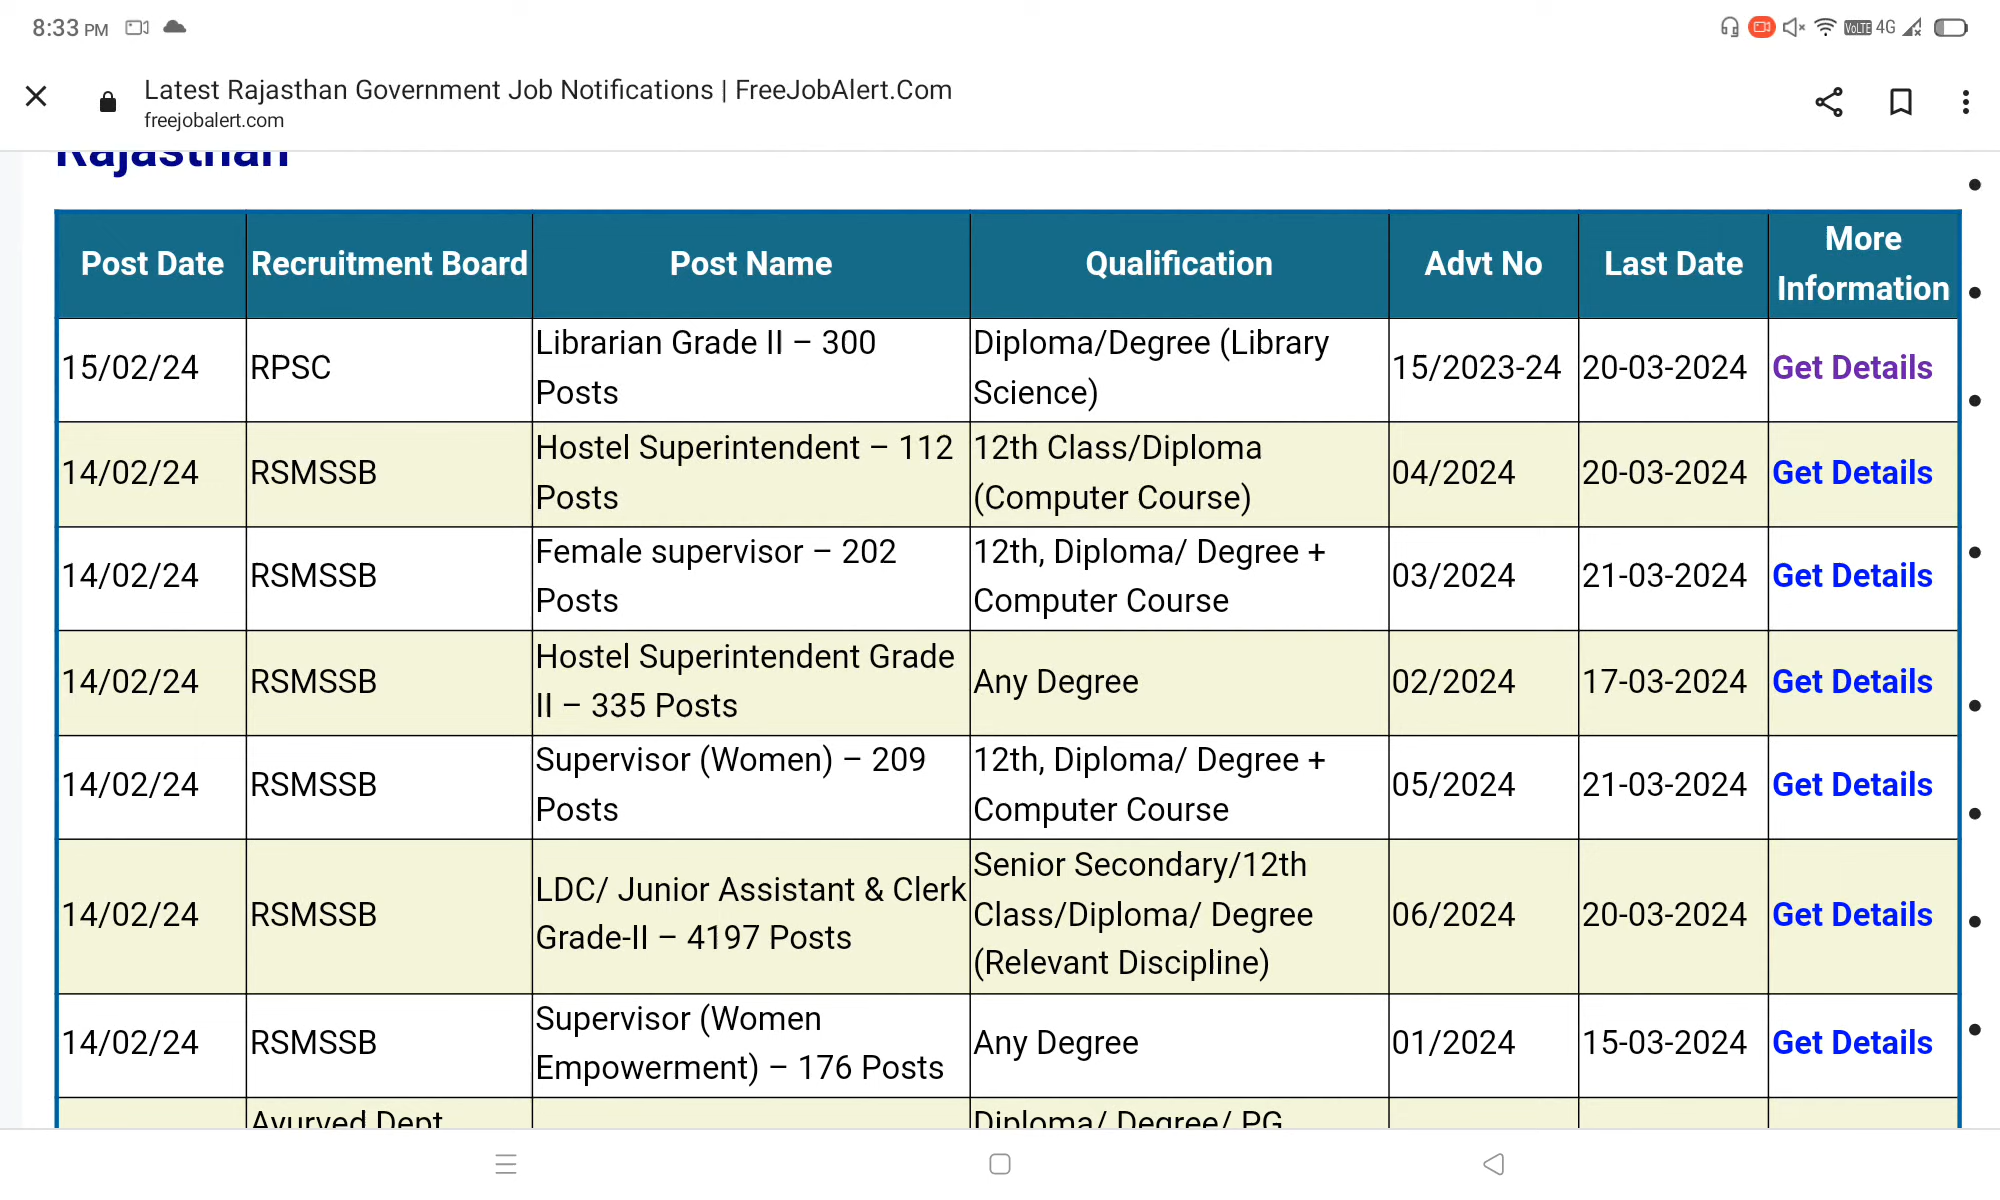 8:33 PM
VoLTE 4G
Latest Rajasthan Government Job Notifications | FreeJobAlert.Com
freejobalert.com
Rajasthan
Post Date Recruitment Board Post Name Qualification Advt No Last Date More Information
15/02/24 RPSC Librarian Grade II – 300 Posts Diploma/Degree (Library Science) 15/2023-24 20-03-2024 Get Details
14/02/24 RSMSSB Hostel Superintendent – 112 Posts 12th Class/Diploma (Computer Course) 04/2024 20-03-2024 Get Details
14/02/24 RSMSSB Female supervisor – 202 Posts 12th, Diploma/ Degree + Computer Course 03/2024 21-03-2024 Get Details
14/02/24 RSMSSB Hostel Superintendent Grade II – 335 Posts Any Degree 02/2024 17-03-2024 Get Details
14/02/24 RSMSSB Supervisor (Women) – 209 Posts 12th, Diploma/ Degree + Computer Course 05/2024 21-03-2024 Get Details
14/02/24 RSMSSB LDC/ Junior Assistant & Clerk Grade-II – 4197 Posts Senior Secondary/12th Class/Diploma/ Degree (Relevant Discipline) 06/2024 20-03-2024 Get Details
14/02/24 RSMSSB Supervisor (Women Empowerment) – 176 Posts Any Degree 01/2024 15-03-2024 Get Details
Ayurved Dept Diploma/ Degree/ PG